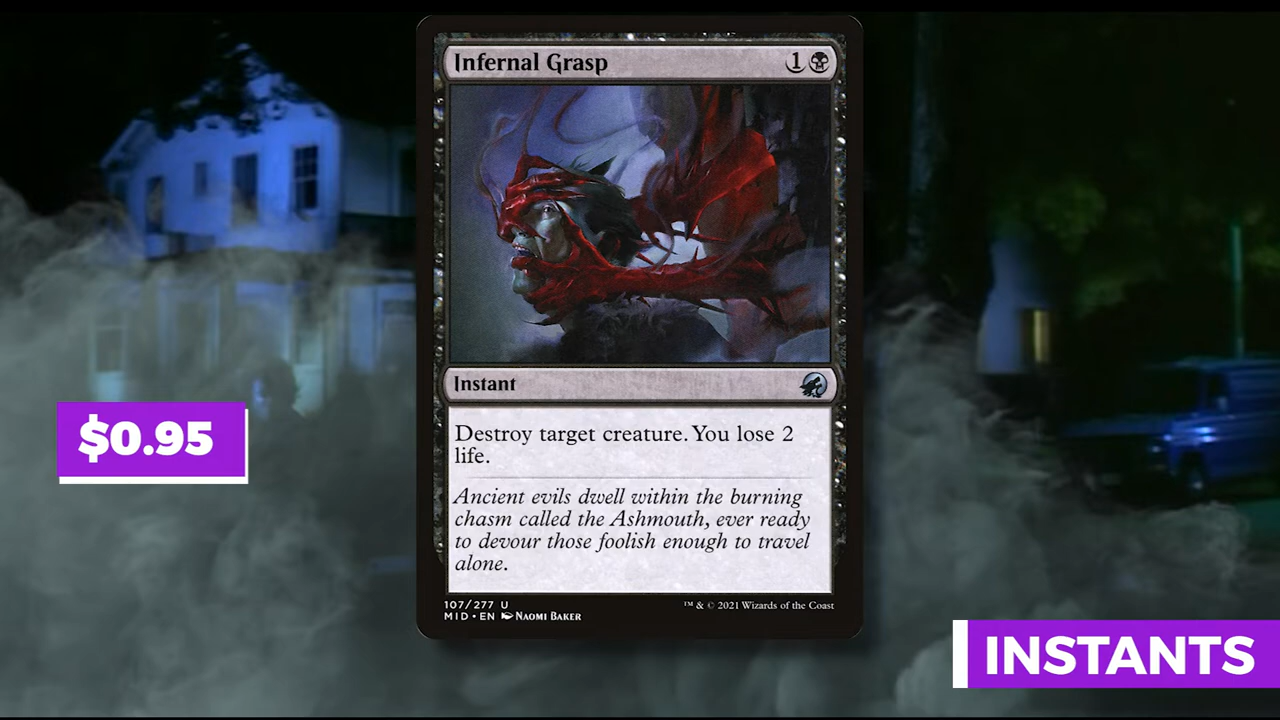 Infernal Grasp 1
$0.95
Instant
Destroy target creature. You lose 2
life.
Ancient evils dwell within the burning
chasm called the Ashmouth, ever ready
to devour those foolish enough to travel
alone.
107/277 U
MID • EN NAOMI BAKER
™ & © 2021 Wizards of the Coast
INSTANTS